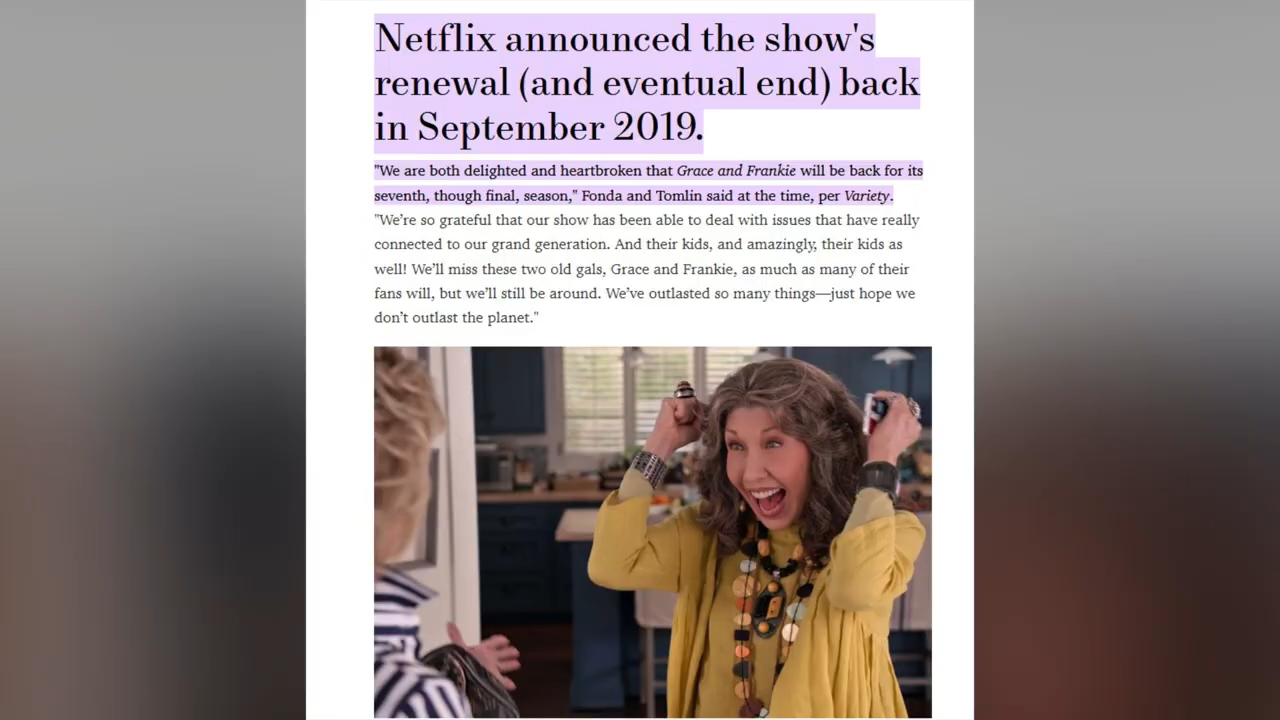 Netflix announced the show's
renewal (and eventual end) back
in September 2019.
"We are both delighted and heartbroken that Grace and Frankie will be back for its
seventh, though final, season," Fonda and Tomlin said at the time, per Variety.
"We’re so grateful that our show has been able to deal with issues that have really
connected to our grand generation. And their kids, and amazingly, their kids as
well! We’ll miss these two old gals, Grace and Frankie, as much as many of their
fans will, but we’ll still be around. We’ve outlasted so many things—just hope we
don’t outlast the planet."